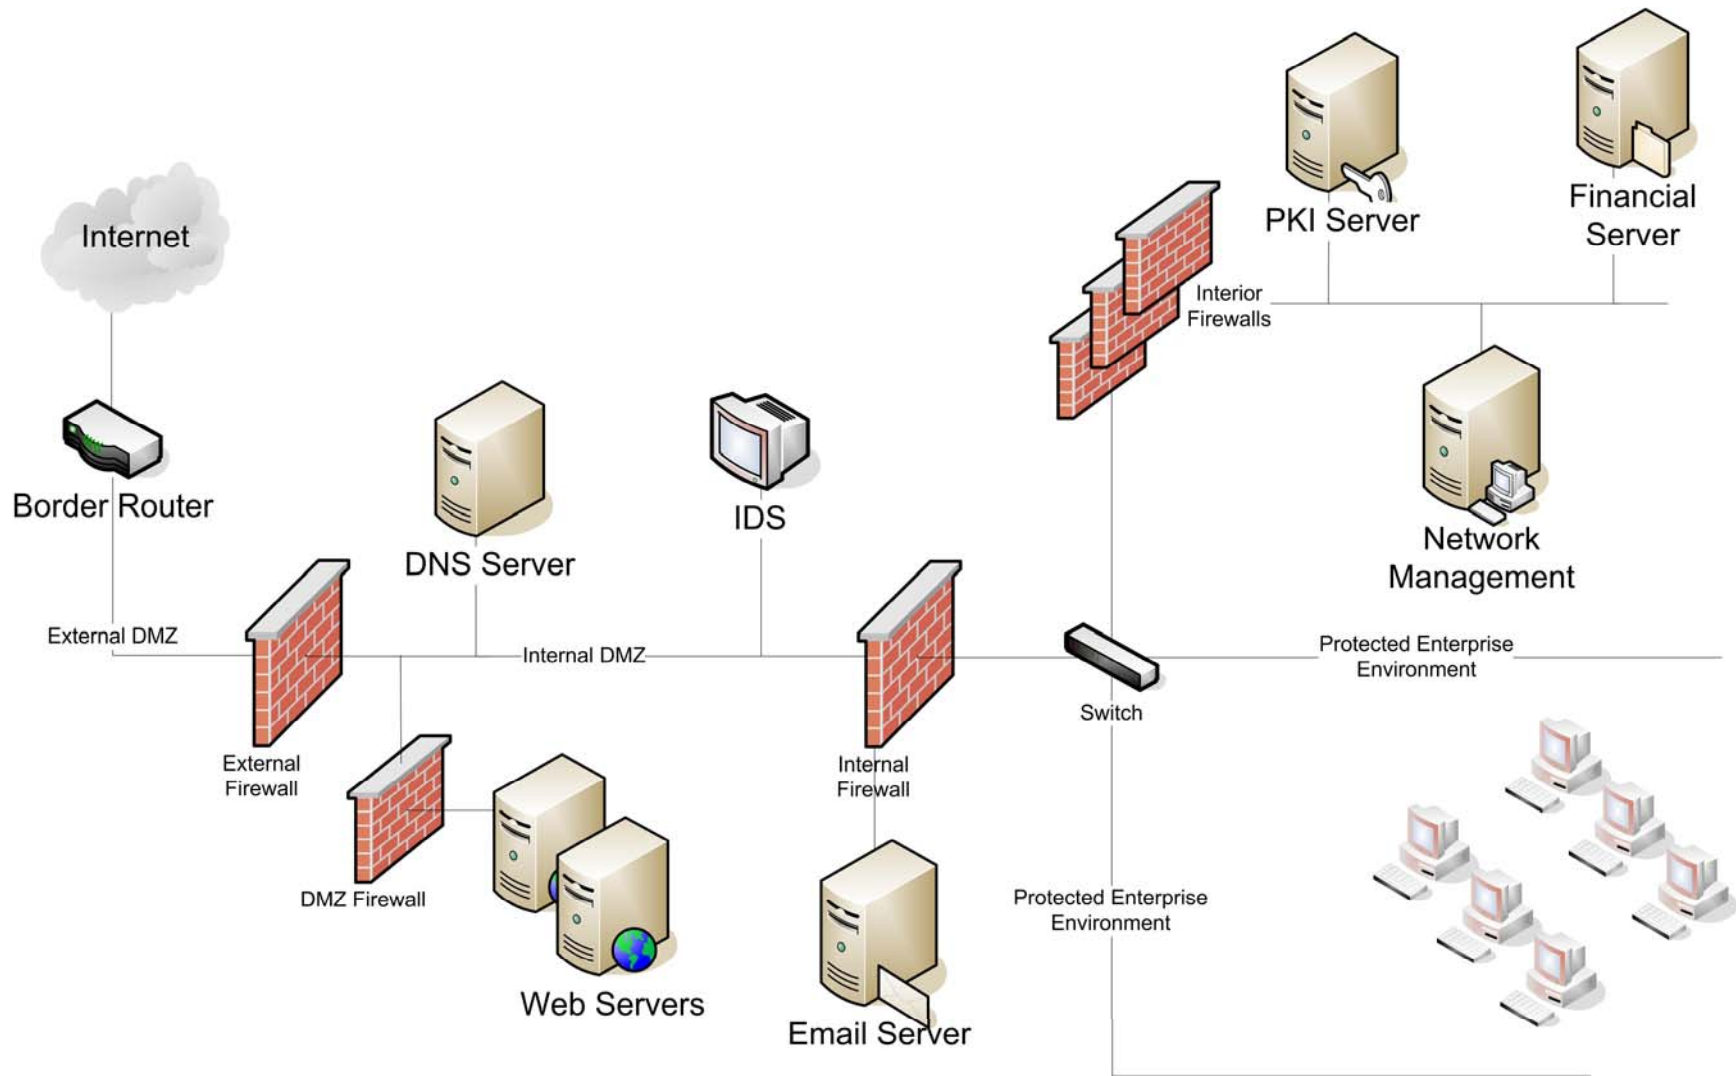 Internet
Border Router
External DMZ
DNS Server
IDS
External
Firewall
Internal DMZ
DMZ Firewall
Web Servers
Internal
Firewall
Email Server
Interior
Firewalls
PKI Server
Financial
Server
Network
Management
Switch
Protected Enterprise
Environment
Protected Enterprise
Environment